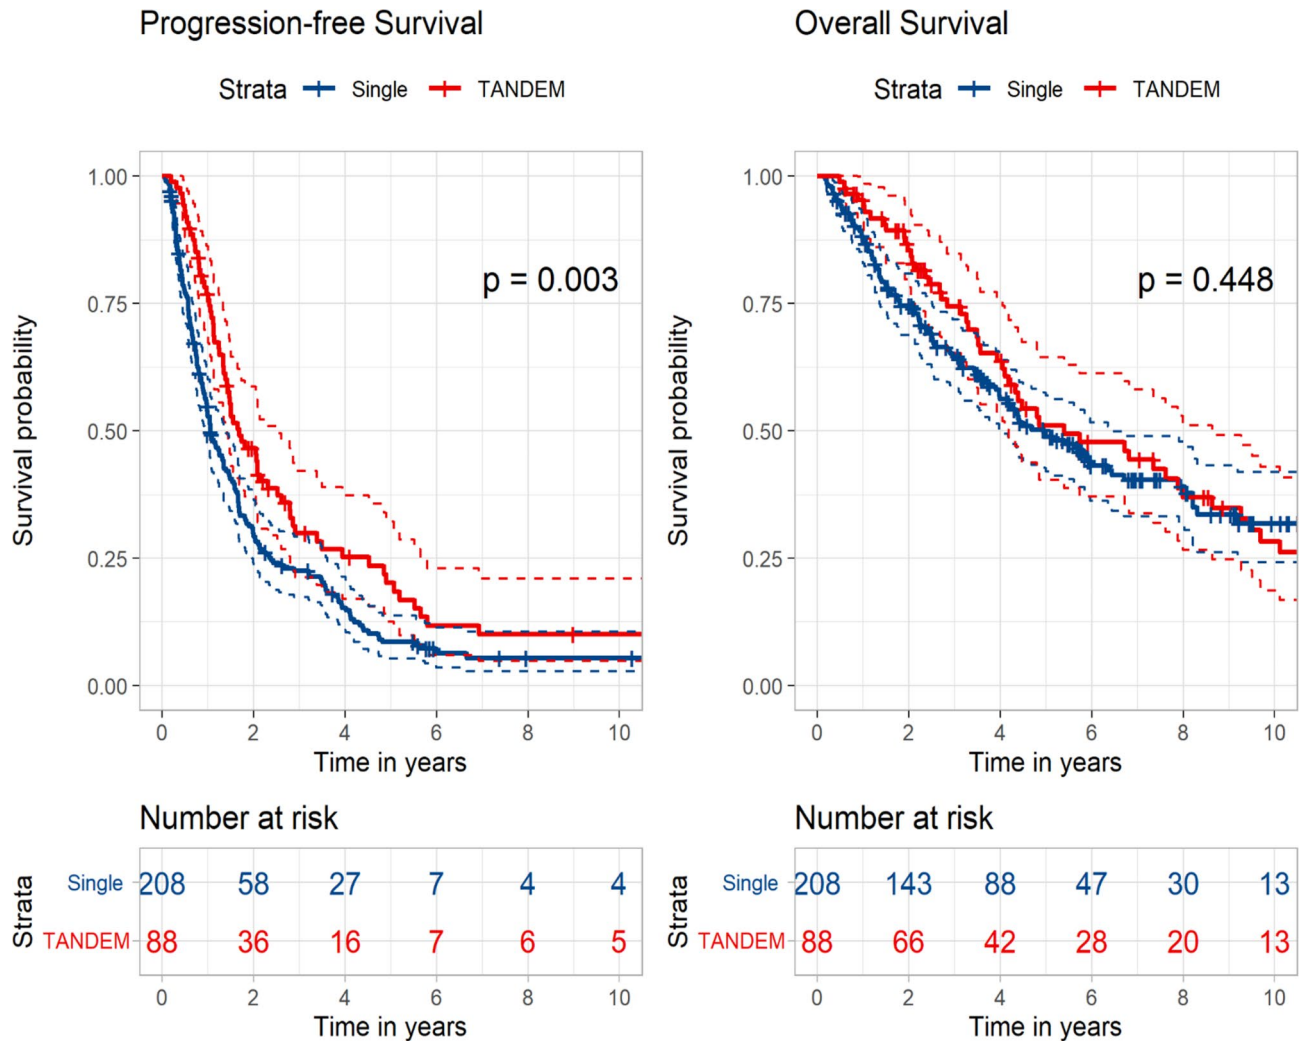 Progression-free Survival
Strata Single TANDEM
Survival probability
1.00
0.75
0.50
0.25
0.00
p = 0.003
0 2 4 6 8 10
Time in years
Number at risk
Strata
Single 208 58 27 7 4 4
TANDEM 88 36 16 7 6 5
0 2 4 6 8 10
Time in years
Overall Survival
Strata Single TANDEM
Survival probability
1.00
0.75
0.50
0.25
0.00
p = 0.448
0 2 4 6 8 10
Time in years
Number at risk
Strata
Single 208 143 88 47 30 13
TANDEM 88 66 42 28 20 13
0 2 4 6 8 10
Time in years